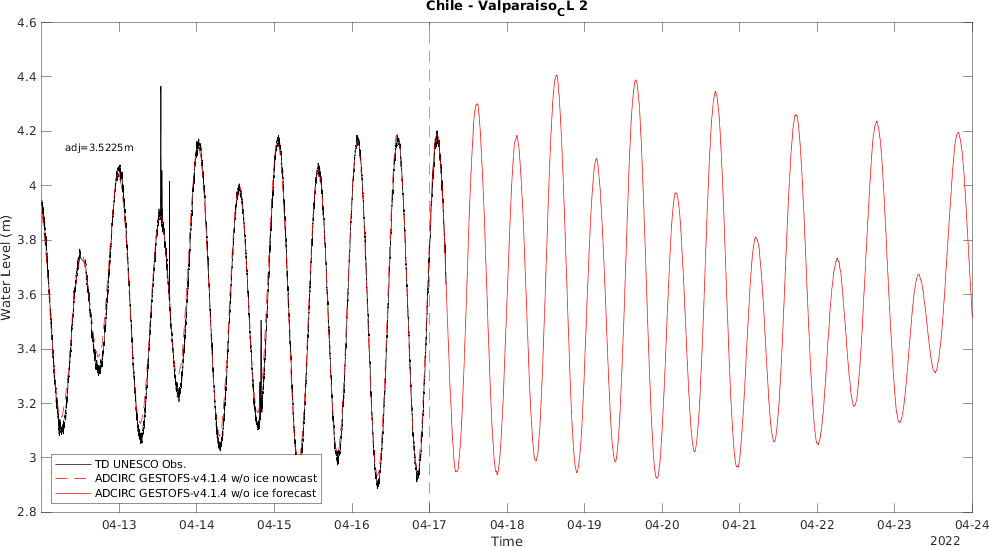 Chile - Valparaiso_CL 2
4.6
4.4
4.2
4
3.8
3.6
3.4
3.2
3
2.8
Water Level (m)
adj=3.5225m
TD UNESCO Obs.
ADCIRC GESTOFS-v4.1.4 w/o ice nowcast
ADCIRC GESTOFS-v4.1.4 w/o ice forecast
04-13 04-14 04-15 04-16 04-17 04-18 04-19 04-20 04-21 04-22 04-23 04-24
Time
2022